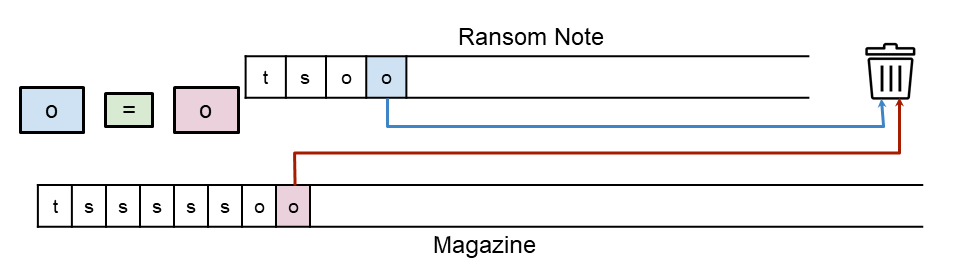 Ransom Note
t s o o
o = o
t s s s s s o o
Magazine